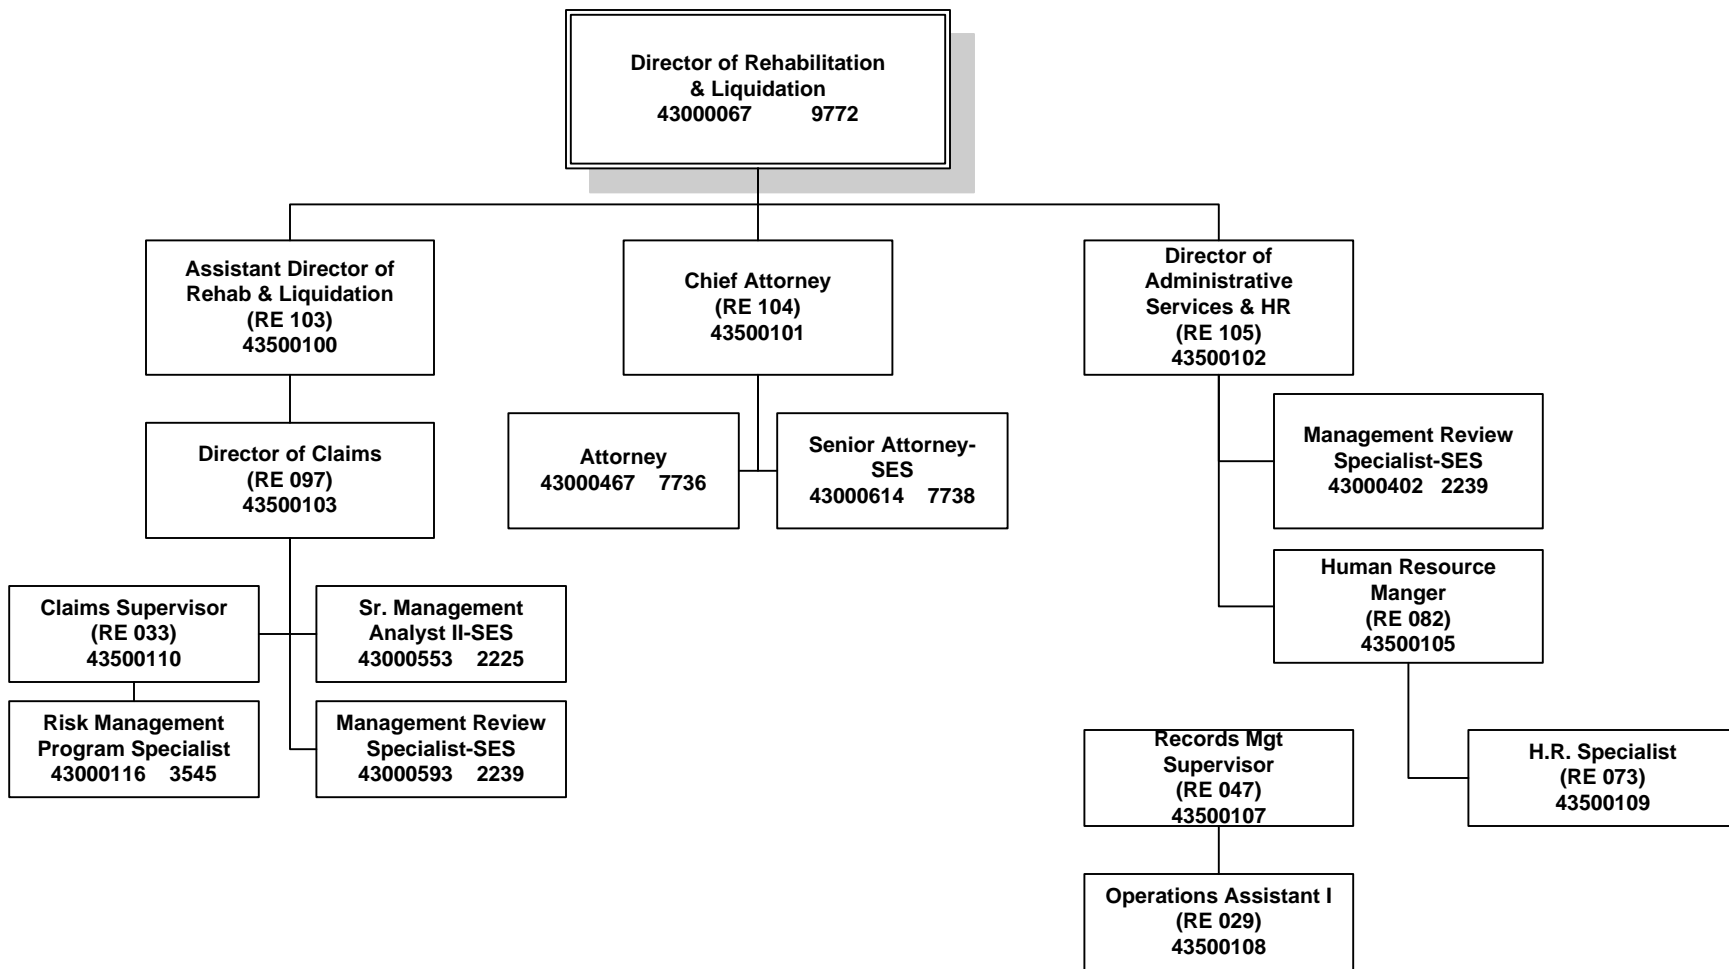 Director of Rehabilitation
& Liquidation
43000067 9772
Assistant Director of
Rehab & Liquidation
(RE 103)
43500100
Chief Attorney
(RE 104)
43500101
Director of
Administrative
Services & HR
(RE 105)
43500102
Director of Claims
(RE 097)
43500103
Attorney
43000467 7736
Senior Attorney-
SES
43000614 7738
Management Review
Specialist-SES
43000402 2239
Human Resource
Manger
(RE 082)
43500105
Claims Supervisor
(RE 033)
43500110
Sr. Management
Analyst II-SES
43000553 2225
Risk Management
Program Specialist
43000116 3545
Management Review
Specialist-SES
43000593 2239
Records Mgt
Supervisor
(RE 047)
43500107
H.R. Specialist
(RE 073)
43500109
Operations Assistant I
(RE 029)
43500108